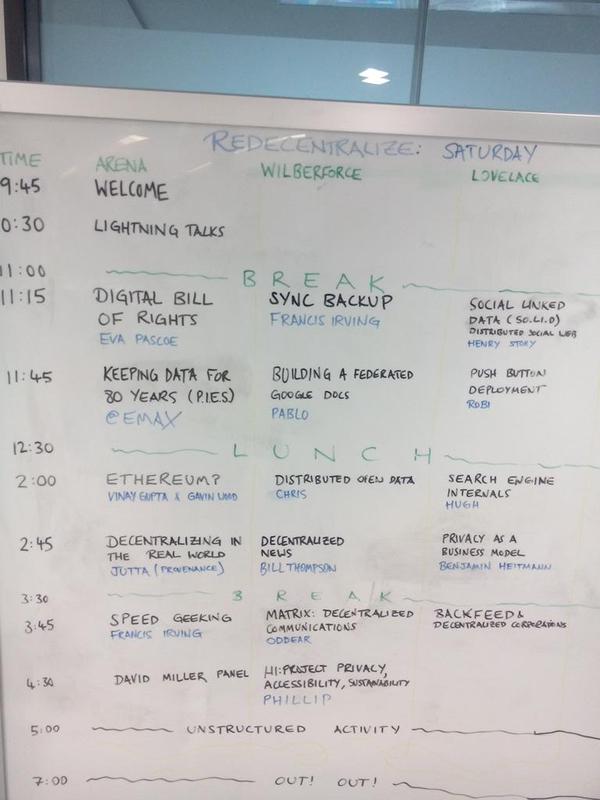 REDECENTRALIZE: SATURDAY
TIME ARENA WILBERFORCE LOVELACE
9:45 WELCOME
0:30 LIGHTNING TALKS
11:00 BREAK
11:15 DIGITAL BILL SYNC BACKUP SOCIAL LINKED
OF RIGHTS FRANCIS IRVING DATA (SO.LI.D)
DISTRIBUTED SOCIAL WEB
EVA PASCOE HENRY STORY
11:45 KEEPING DATA FOR BUILDING A FEDERATED PUSH BUTTON
80 YEARS (P.I.E.S) GOOGLE DOCS DEPLOYMENT
@EMAX PABLO ROBI
12:30 LUNCH
2:00 ETHEREUM? DISTRIBUTED OPEN DATA SEARCH ENGINE
VINAY GUPTA & GAVIN WOOD CHRIS INTERNALS
HUGH
2:45 DECENTRALIZING IN DECENTRALIZED PRIVACY AS A
THE REAL WORLD NEWS BUSINESS MODEL
JUTTA (PROVENANCE) BILL THOMPSON BENJAMIN HEITMANN
3:30 BREAK
3:45 SPEED GEEKING MATRIX: DECENTRALIZED BACKFEED &
FRANCIS IRVING COMMUNICATIONS DECENTRALIZED CORPORATIONS
ODDEAR
4:30 DAVID MILLER PANEL HI:PROJECT PRIVACY,
ACCESSIBILITY, SUSTAINABILITY
PHILLIP
5:00 UNSTRUCTURED ACTIVITY
7:00 OUT! OUT!